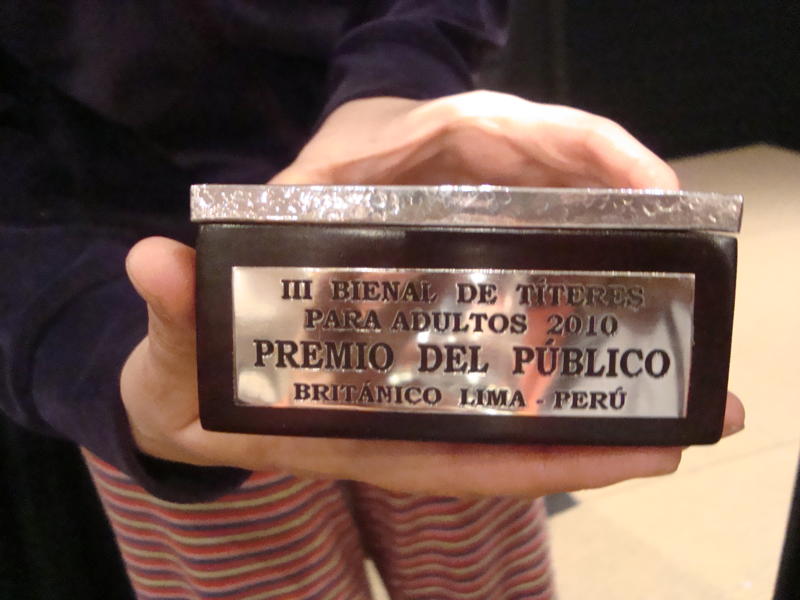 III BIENAL DE TÍTERES
PARA ADULTOS 2010
PREMIO DEL PÚBLICO
BRITÁNICO LIMA - PERÚ